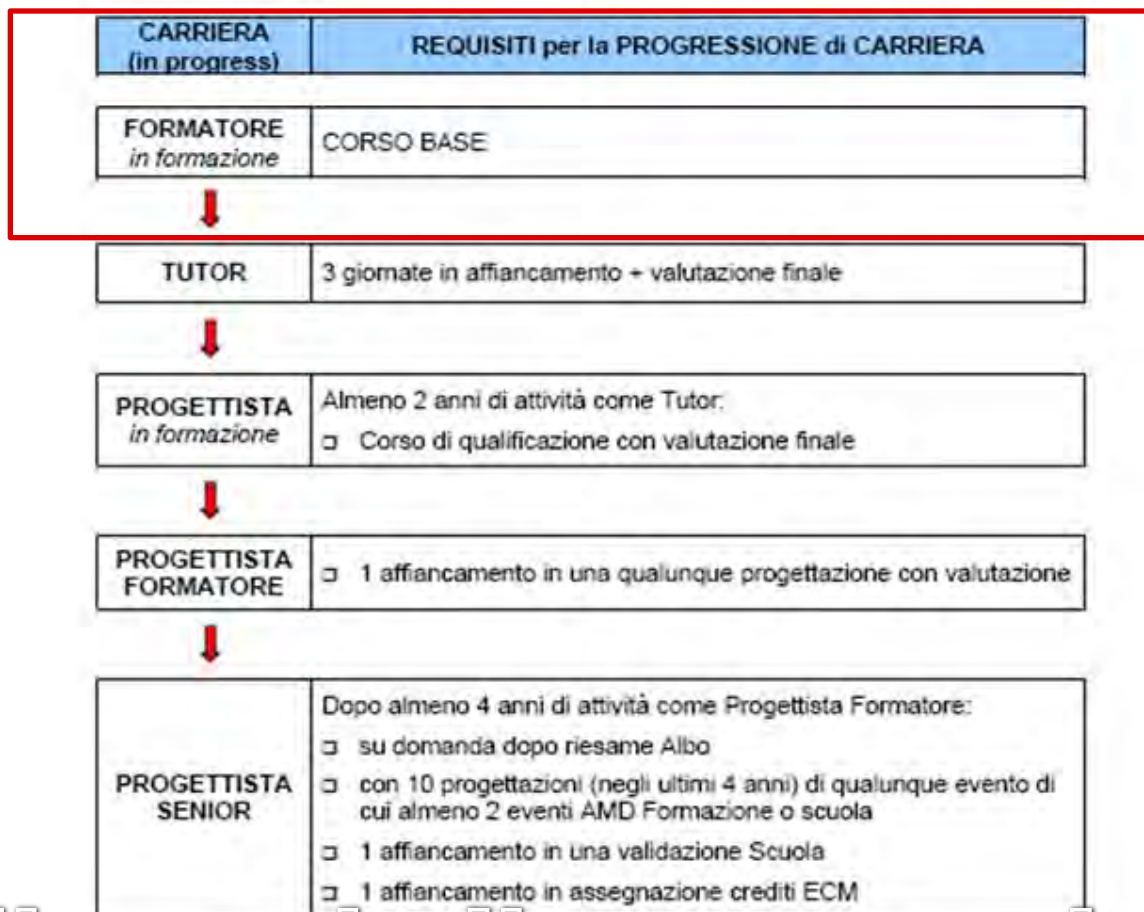 CARRIERA
(in progress)
REQUISITI per la PROGRESSIONE di CARRIERA
FORMATORE
in formazione
CORSO BASE
TUTOR
3 giornate in affiancamento + valutazione finale
PROGETTISTA
in formazione
Almeno 2 anni di attività come Tutor:
Corso di qualificazione con valutazione finale
PROGETTISTA
FORMATORE
1 affiancamento in una qualunque progettazione con valutazione
PROGETTISTA
SENIOR
Dopo almeno 4 anni di attività come Progettista Formatore:
su domanda dopo riesame Albo
con 10 progettazioni (negli ultimi 4 anni) di qualunque evento di
cui almeno 2 eventi AMD Formazione o scuola
1 affiancamento in una validazione Scuola
1 affiancamento in assegnazione crediti ECM